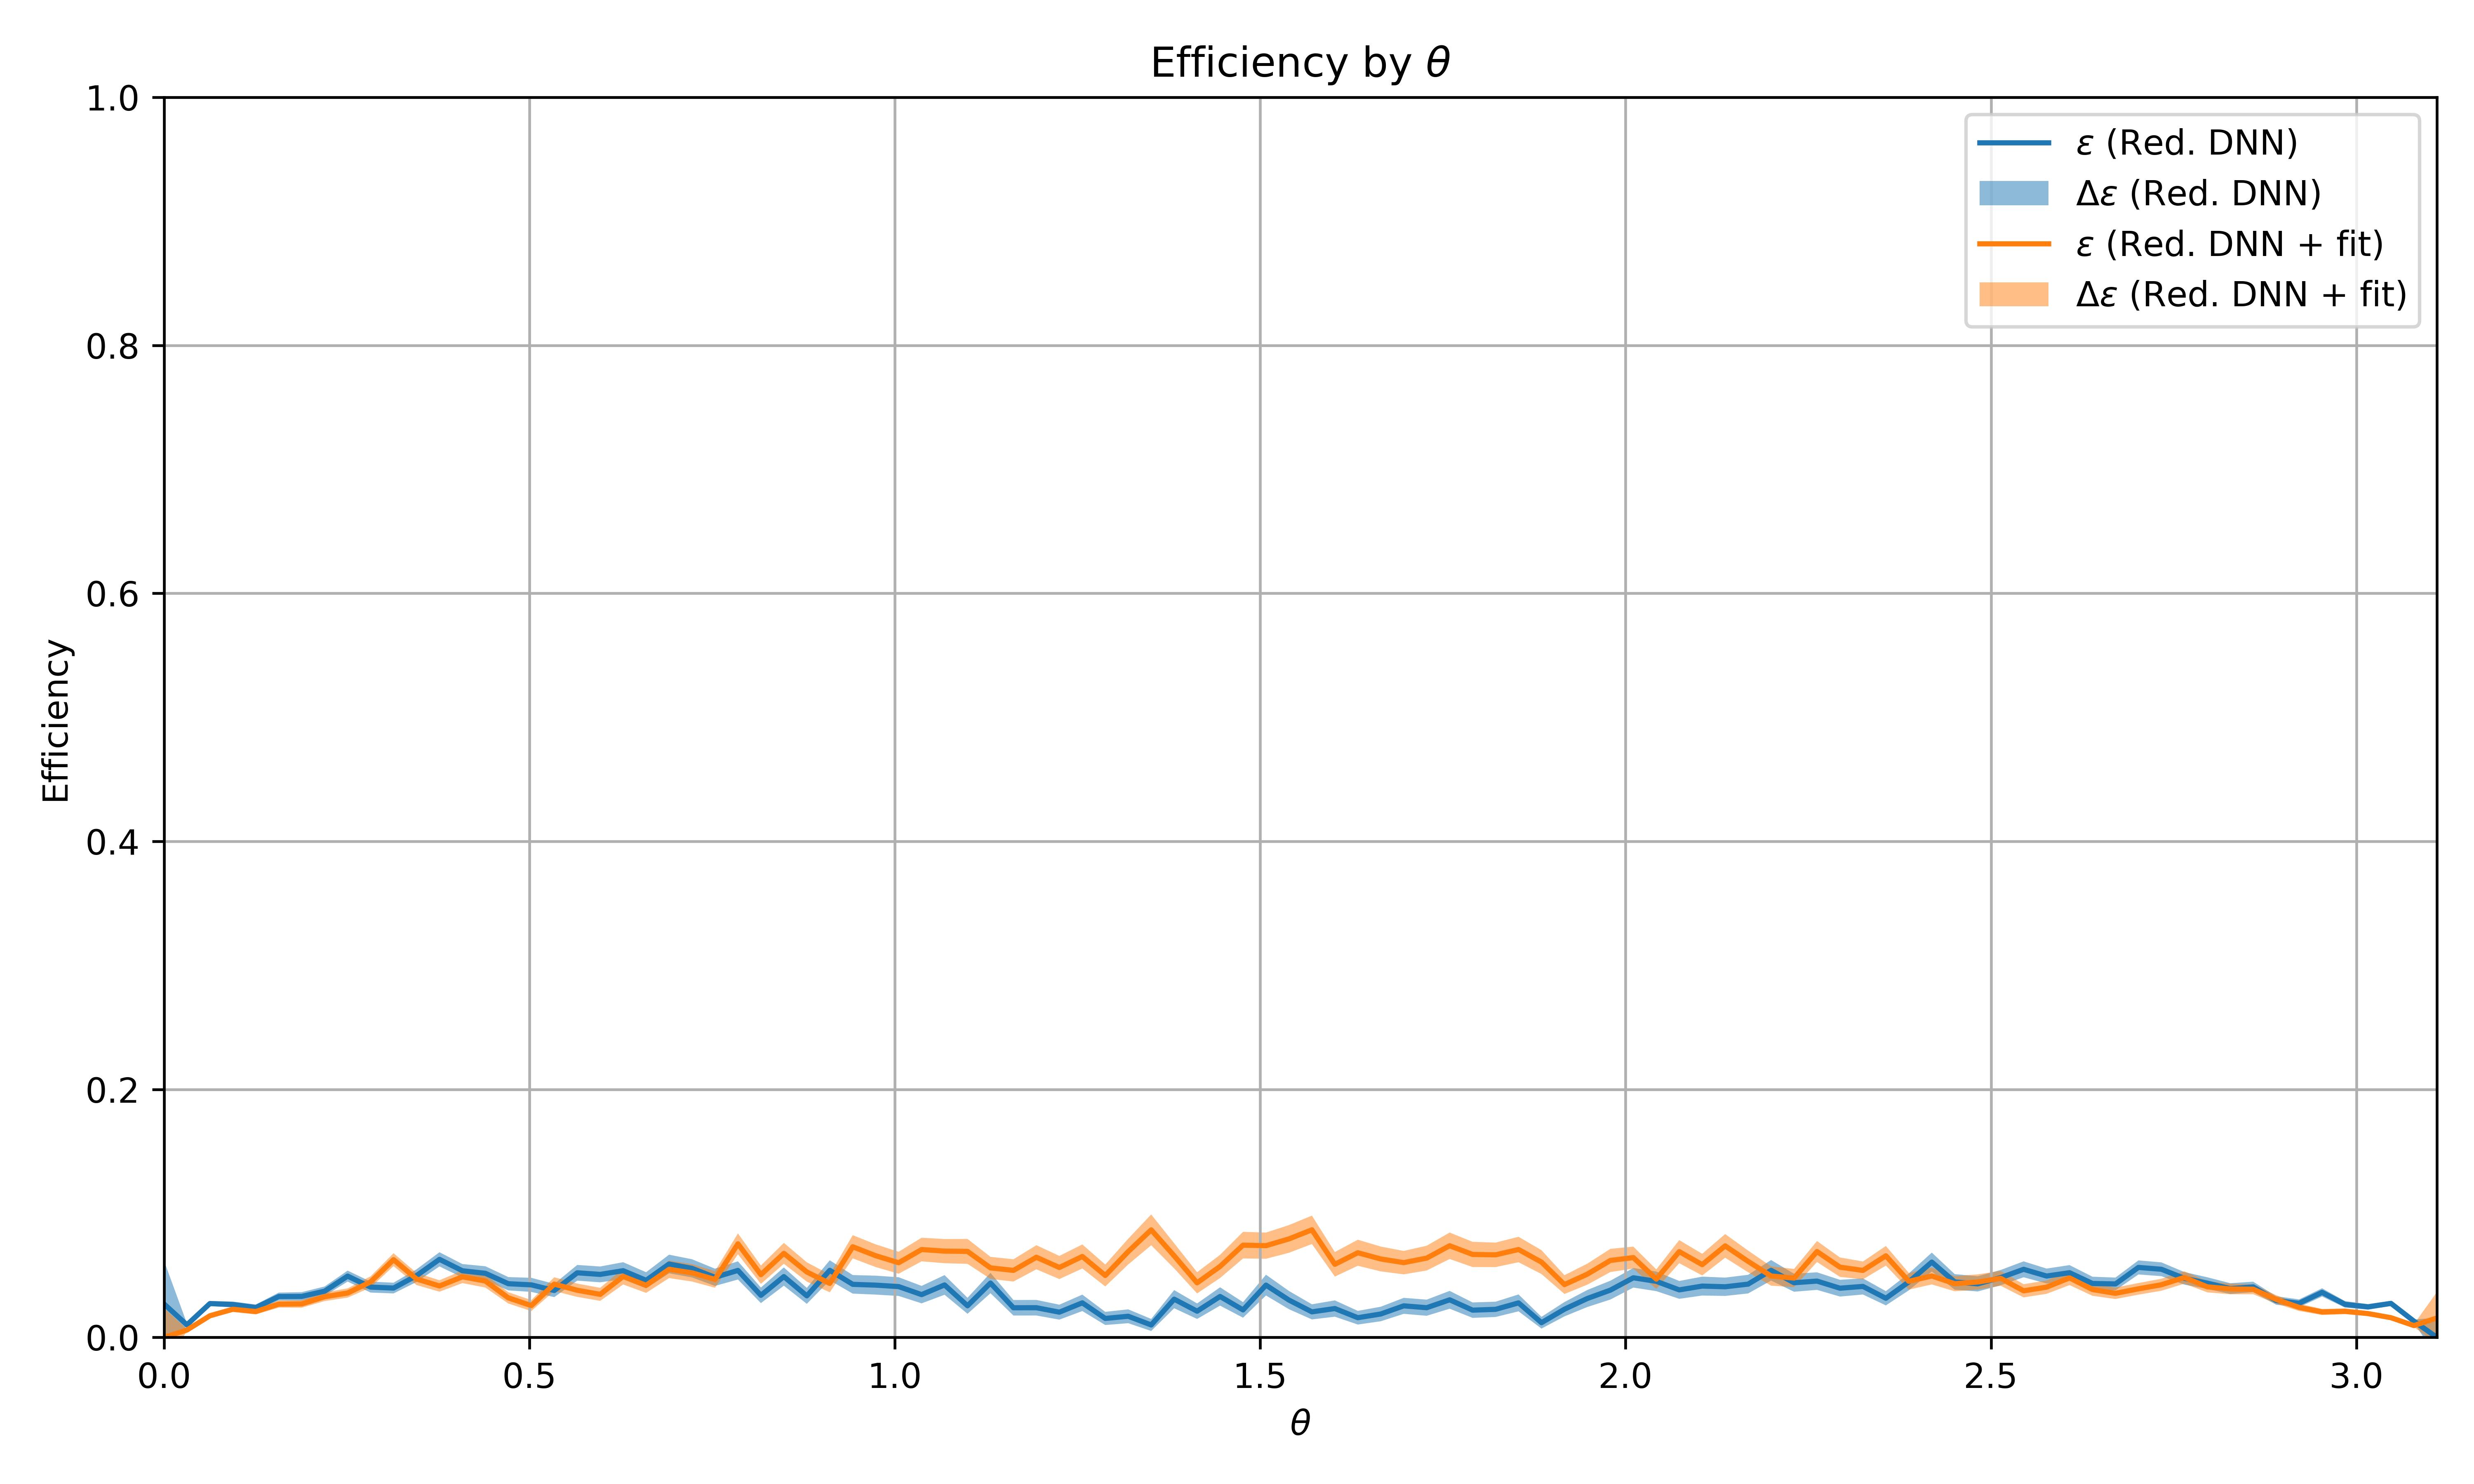 Efficiency by θ
1.0
0.8
0.6
0.4
0.2
0.0
Efficiency
ε (Red. DNN)
Δε (Red. DNN)
ε (Red. DNN + fit)
Δε (Red. DNN + fit)
0.0 0.5 1.0 1.5 2.0 2.5 3.0
θ